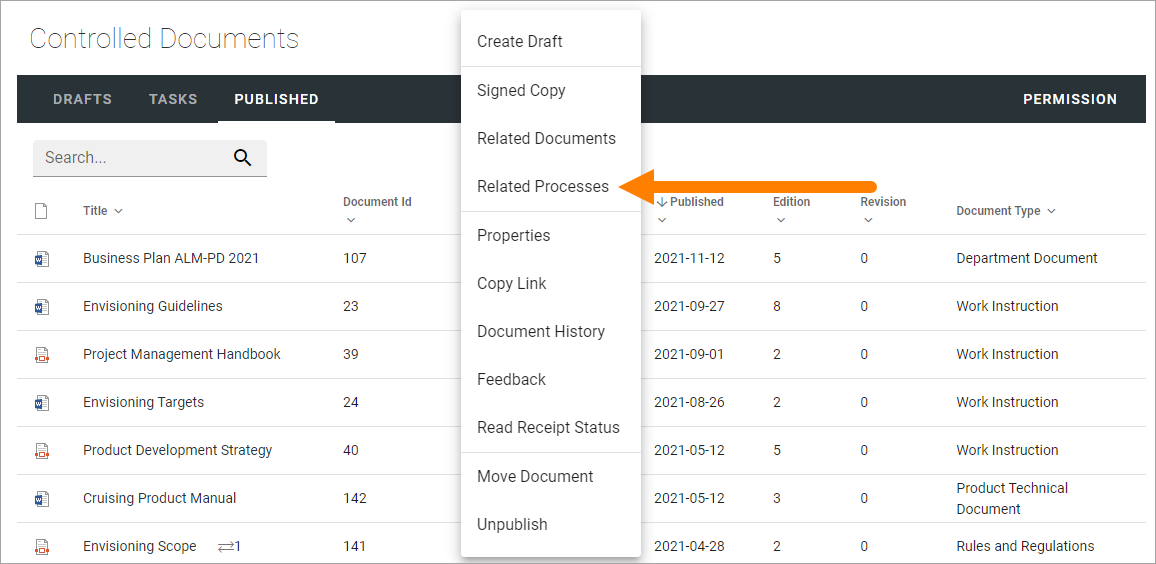 Controlled Documents
DRAFTS TASKS PUBLISHED PERMISSION
Search...
Create Draft
Signed Copy
Related Documents
Related Processes
Properties
Copy Link
Document History
Feedback
Read Receipt Status
Move Document
Unpublish
Title Document Id Published Edition Revision Document Type
Business Plan ALM-PD 2021 107 2021-11-12 5 0 Department Document
Envisioning Guidelines 23 2021-09-27 8 0 Work Instruction
Project Management Handbook 39 2021-09-01 2 0 Work Instruction
Envisioning Targets 24 2021-08-26 2 0 Work Instruction
Product Development Strategy 40 2021-05-12 5 0 Work Instruction
Cruising Product Manual 142 2021-05-12 3 0 Product Technical
Document
Envisioning Scope 1 141 2021-04-28 2 0 Rules and Regulations